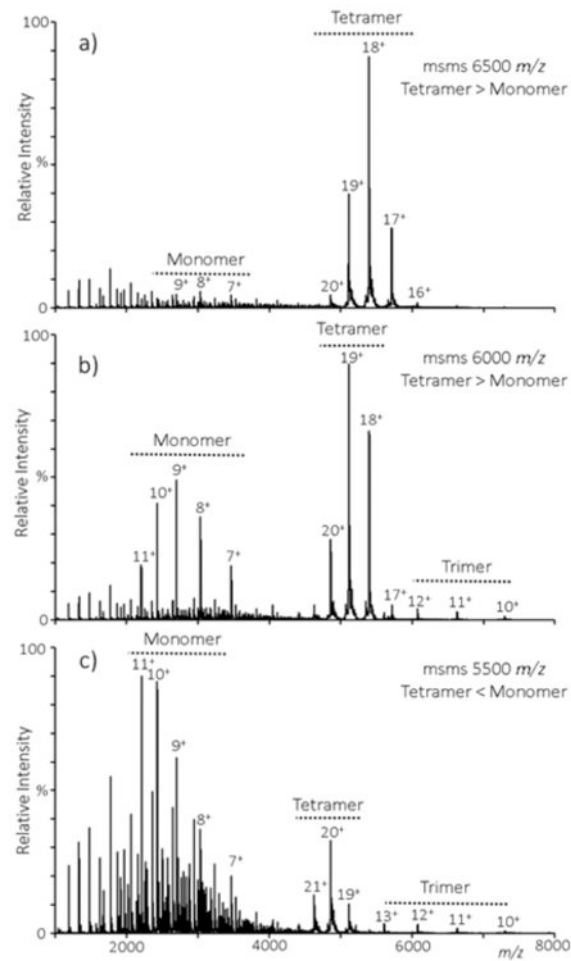 100
a)
Tetramer
18⁺
msms 6500 m/z
Tetramer > Monomer
Relative Intensity
%
19⁺
17⁺
Monomer
9⁺ 8⁺ 7⁺
20⁺
16⁺
0
100
b)
Tetramer
19⁺
msms 6000 m/z
Tetramer > Monomer
18⁺
Relative Intensity
%
Monomer
9⁺
10⁺
8⁺
11⁺
7⁺
20⁺
17⁺
Trimer
12⁺ 11⁺ 10⁺
0
100
c)
Monomer
11⁺
10⁺
msms 5500 m/z
Tetramer < Monomer
Relative Intensity
%
9⁺
8⁺
7⁺
Tetramer
20⁺
21⁺
19⁺
Trimer
13⁺ 12⁺ 11⁺ 10⁺
0
2000 4000 6000 m/z 8000